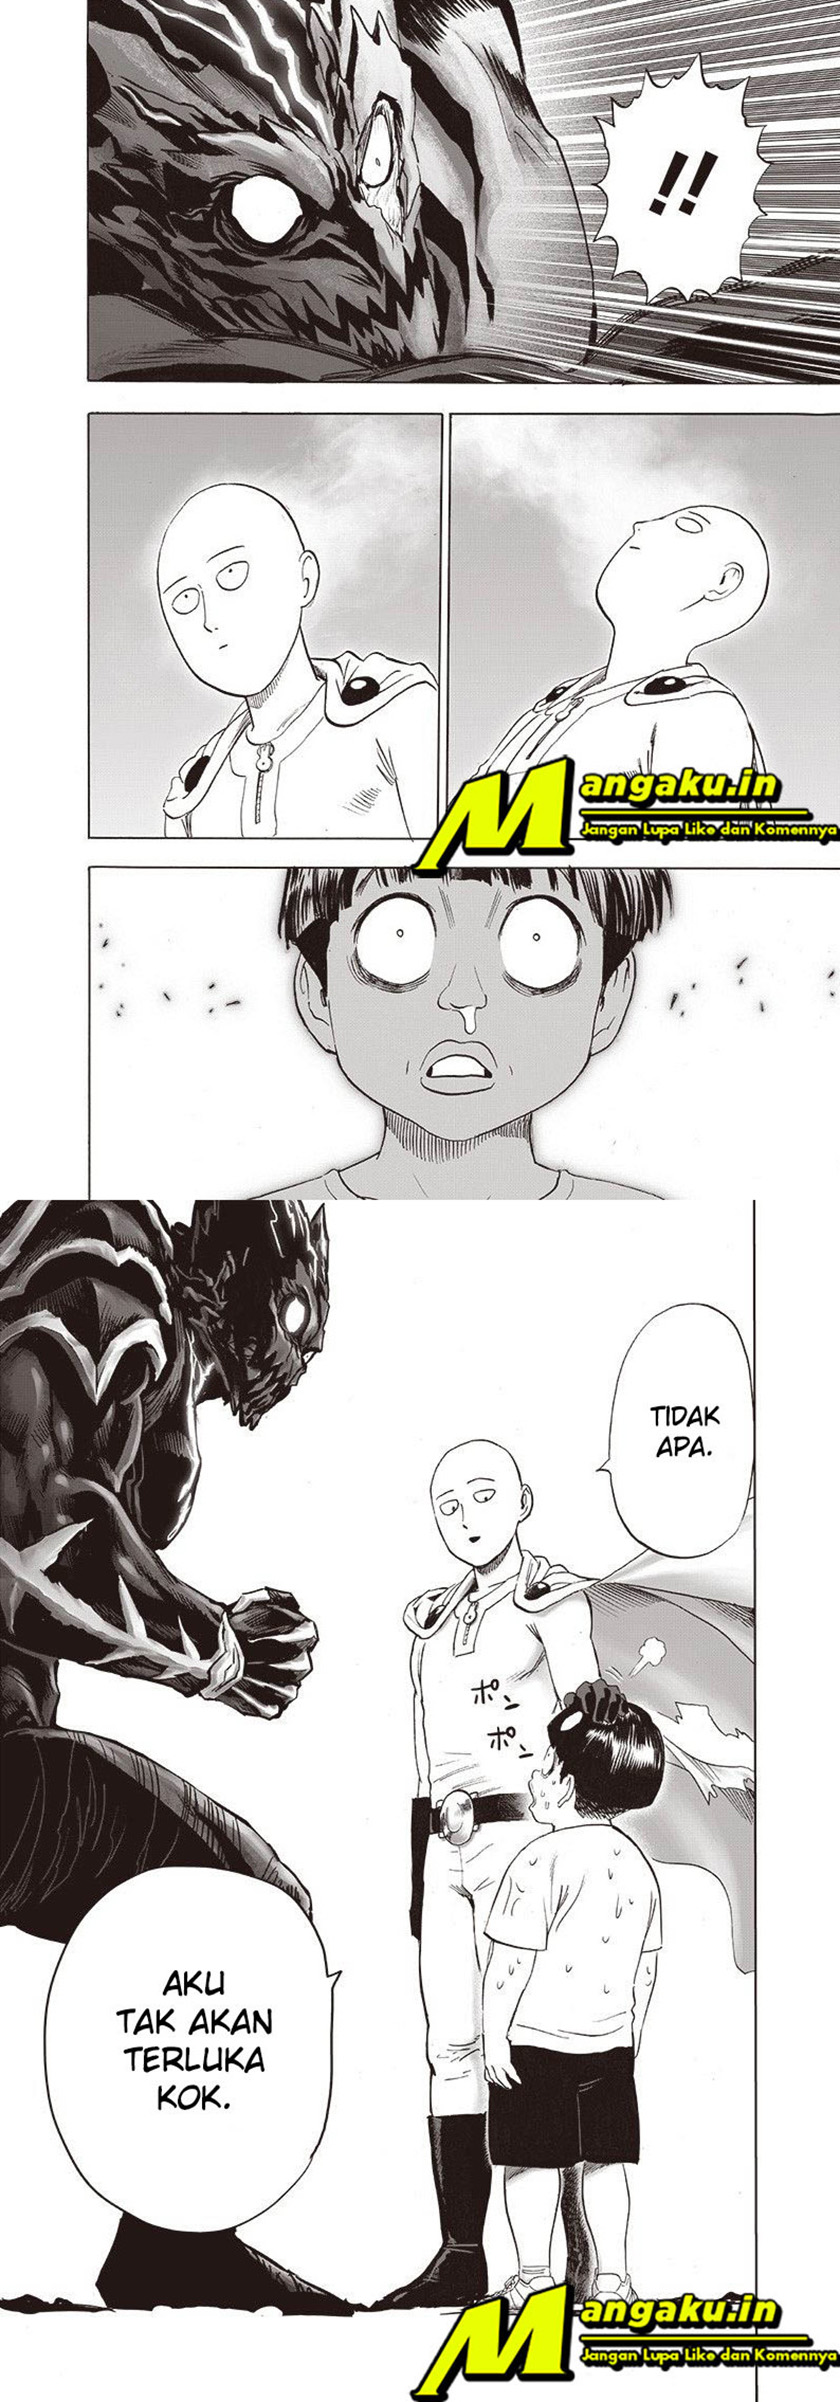 !!
Mangaku.in
Jangan Lupa Like dan Komennya
TIDAK
APA.
ポン
ポン
AKU
TAK AKAN
TERLUKA
KOK.
Mangaku.in
Jangan Lupa Like dan Komennya